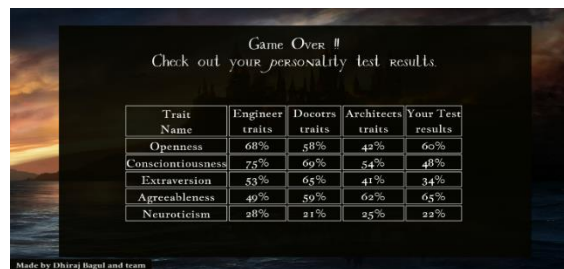 Game Over !!
Check out your personality test results.
Trait Name Engineer traits Docotrs traits Architects traits Your Test results
Openness 68% 58% 42% 60%
Consciontiousness 75% 69% 54% 48%
Extraversion 53% 65% 41% 34%
Agreeableness 49% 59% 62% 65%
Neuroticism 28% 21% 25% 22%
Made by Dhiraj Bagul and team